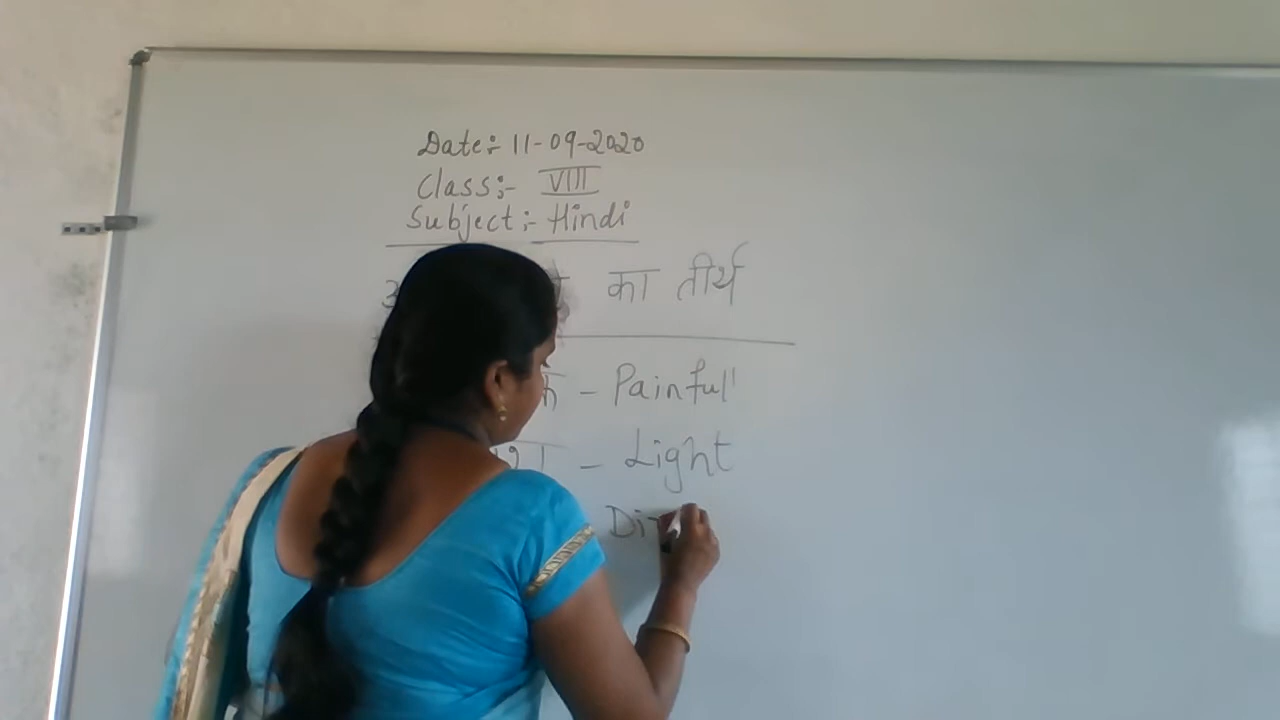 Date:- 11-09-2020
Class:- VIII
Subject:- Hindi
का तीर्थ
- Painful
- Light
Di